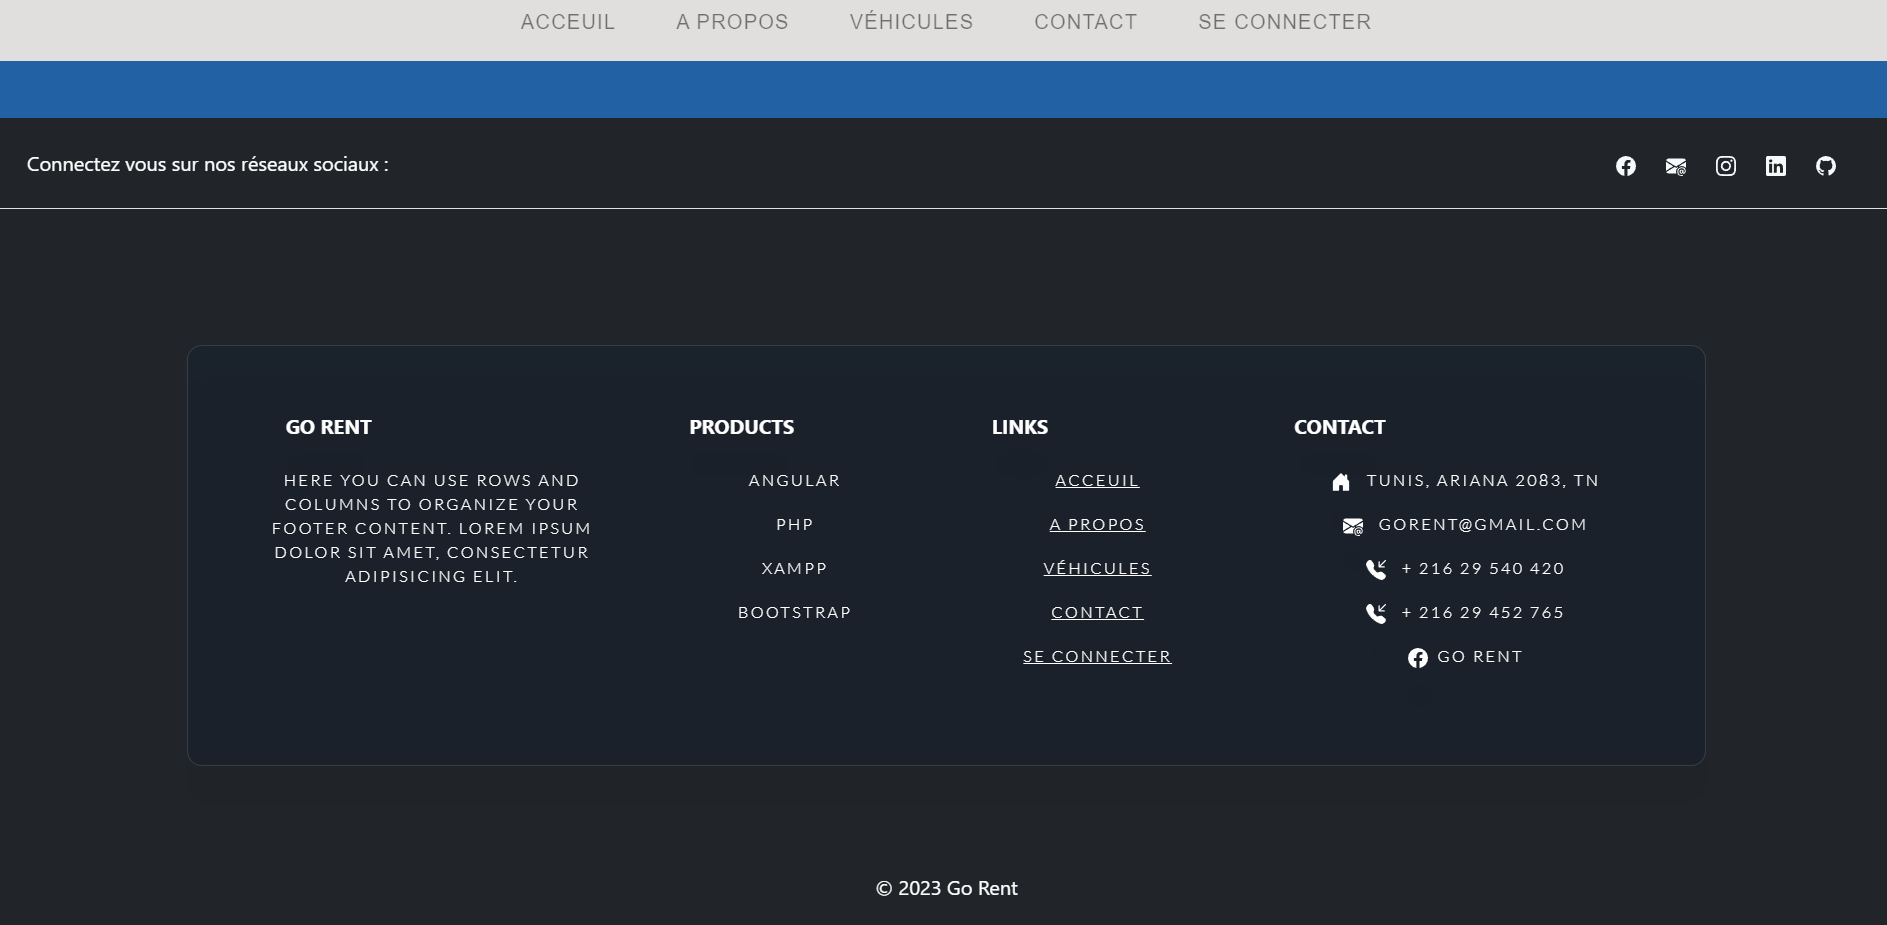 ACCEUIL A PROPOS VÉHICULES CONTACT SE CONNECTER
Connectez vous sur nos réseaux sociaux :
GO RENT
HERE YOU CAN USE ROWS AND
COLUMNS TO ORGANIZE YOUR
FOOTER CONTENT. LOREM IPSUM
DOLOR SIT AMET, CONSECTETUR
ADIPISICING ELIT.
PRODUCTS
ANGULAR
PHP
XAMPP
BOOTSTRAP
LINKS
ACCEUIL
A PROPOS
VÉHICULES
CONTACT
SE CONNECTER
CONTACT
TUNIS, ARIANA 2083, TN
GORENT@GMAIL.COM
+ 216 29 540 420
+ 216 29 452 765
GO RENT
© 2023 Go Rent